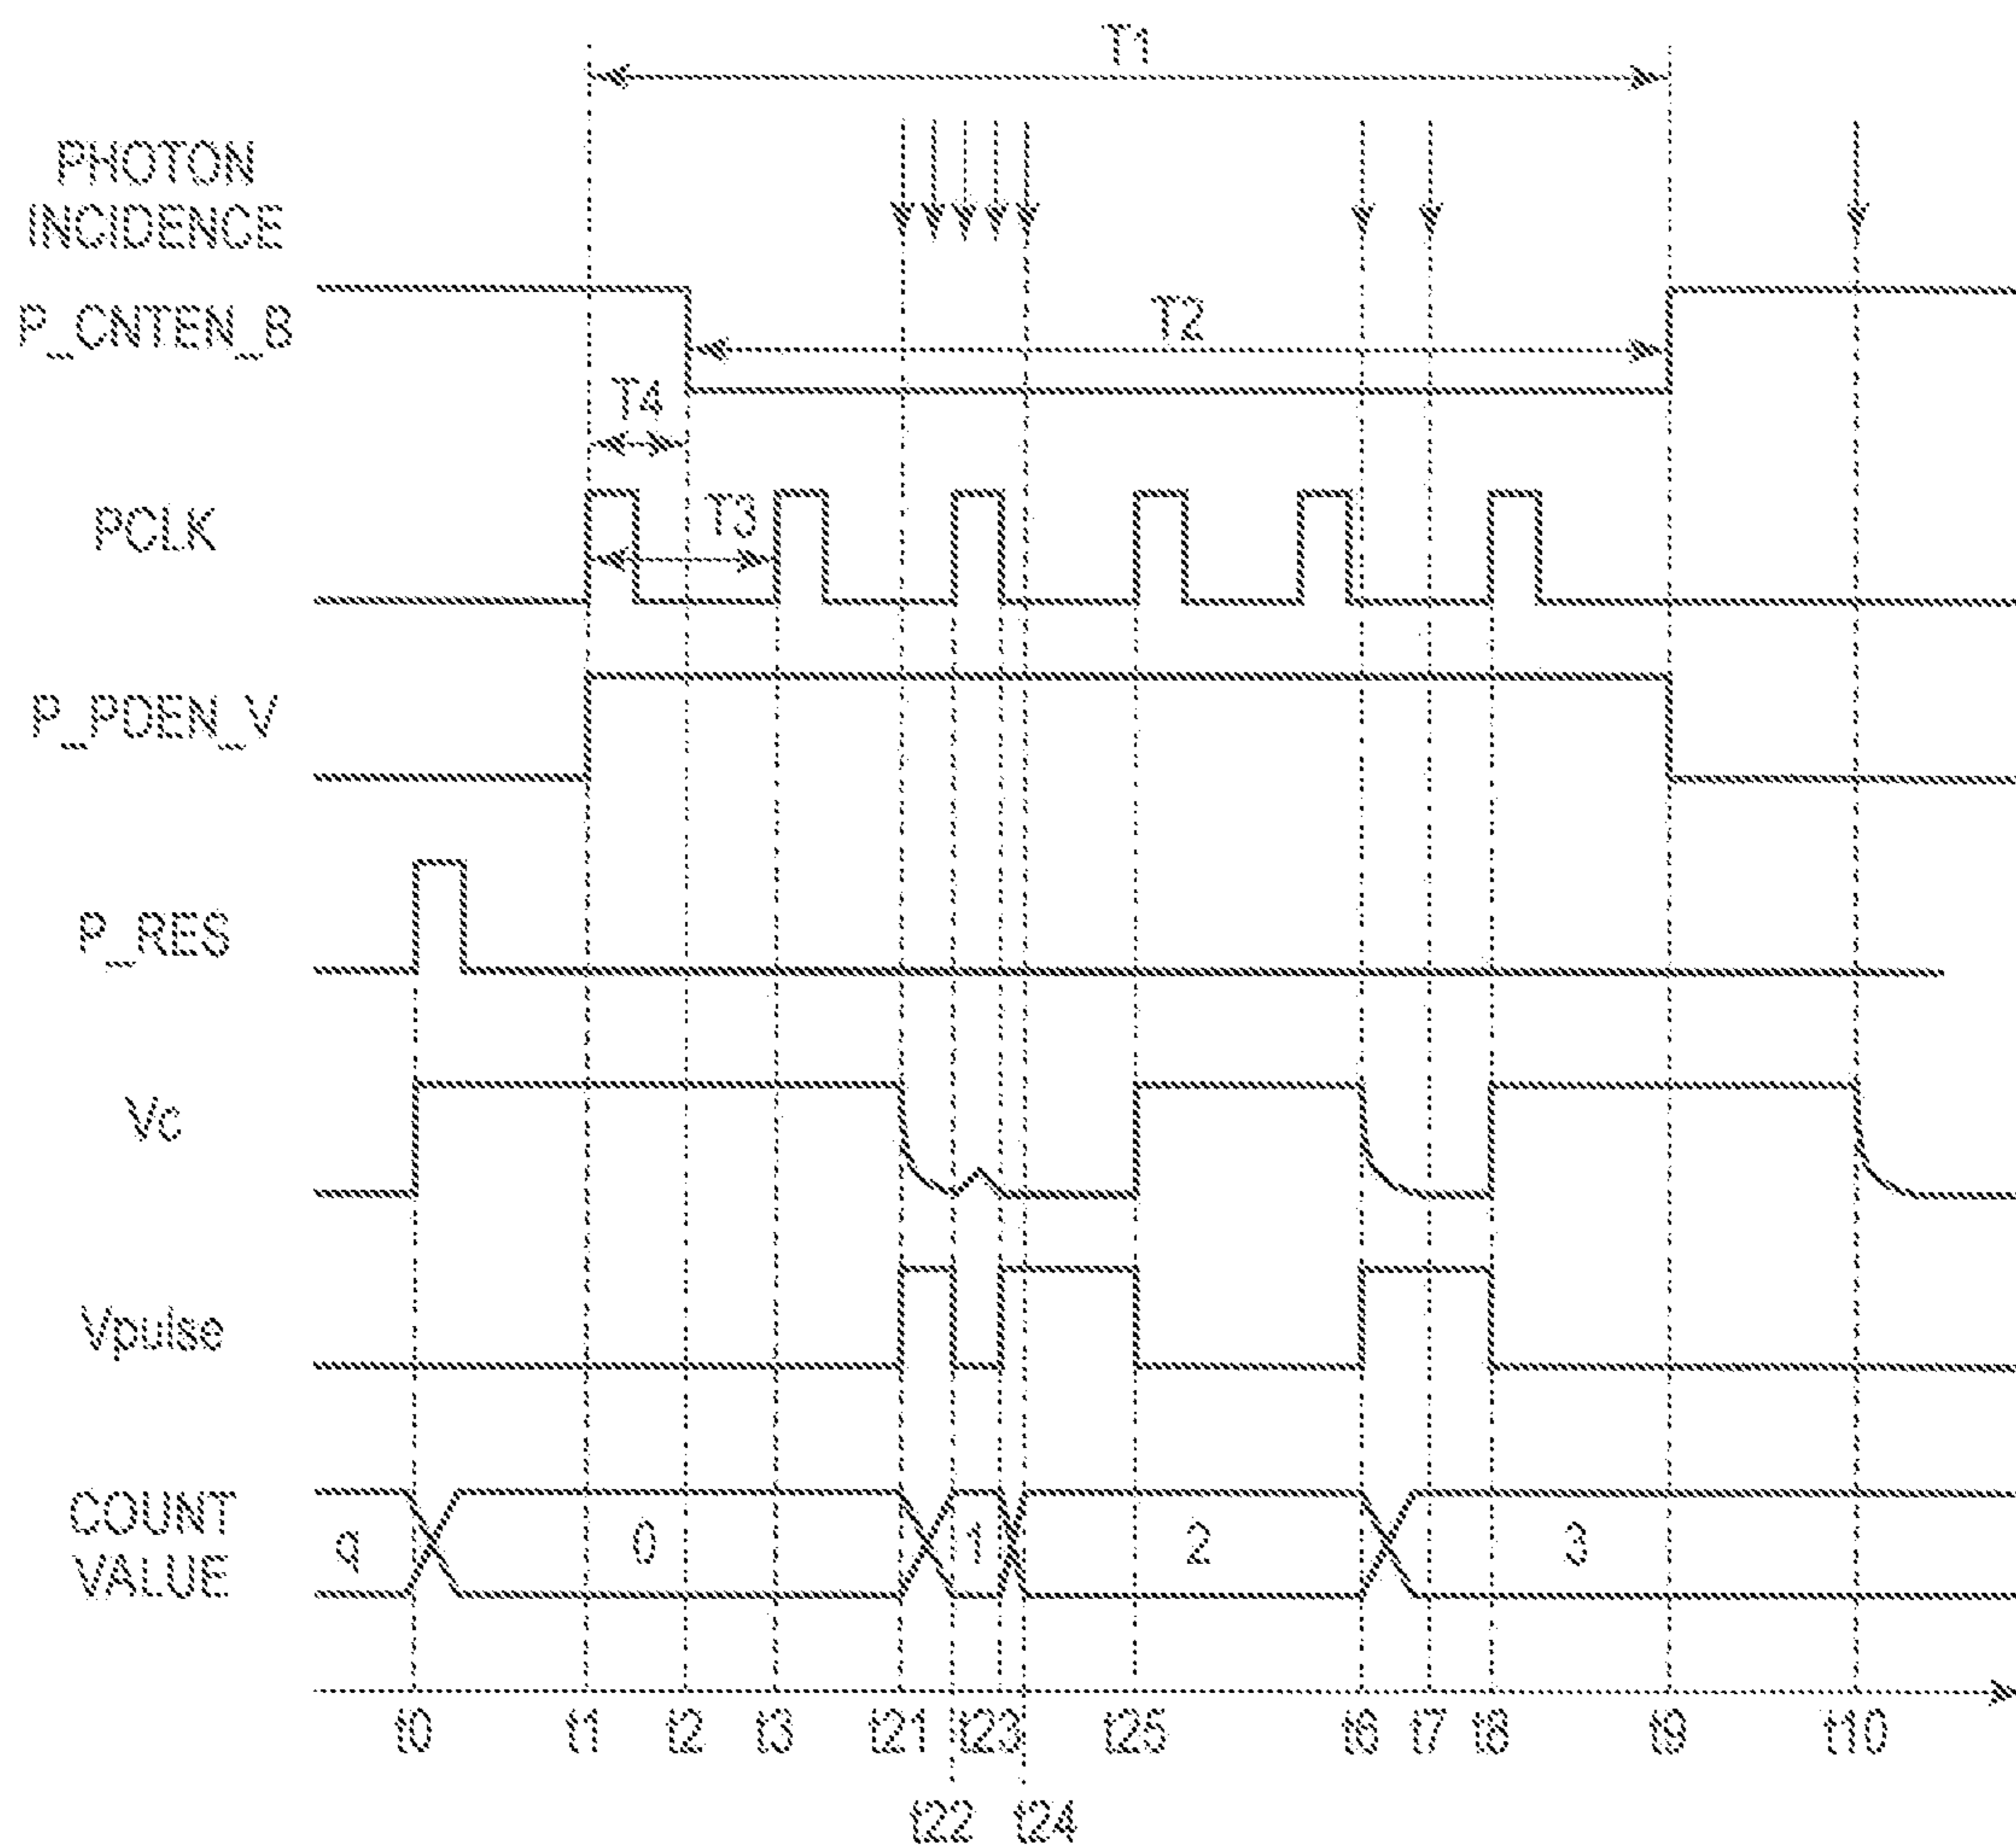 T1
PHOTON
INCIDENCE
P_CNTEN_B
T2
T4
PCLK
T3
P_PDEN_V
P_RES
Vc
Vpulse
COUNT
VALUE
q 0 1 2 3
t0 t1 t2 t3 t21 t23 t25 t6 t7 t8 t9 t10
t22 t24